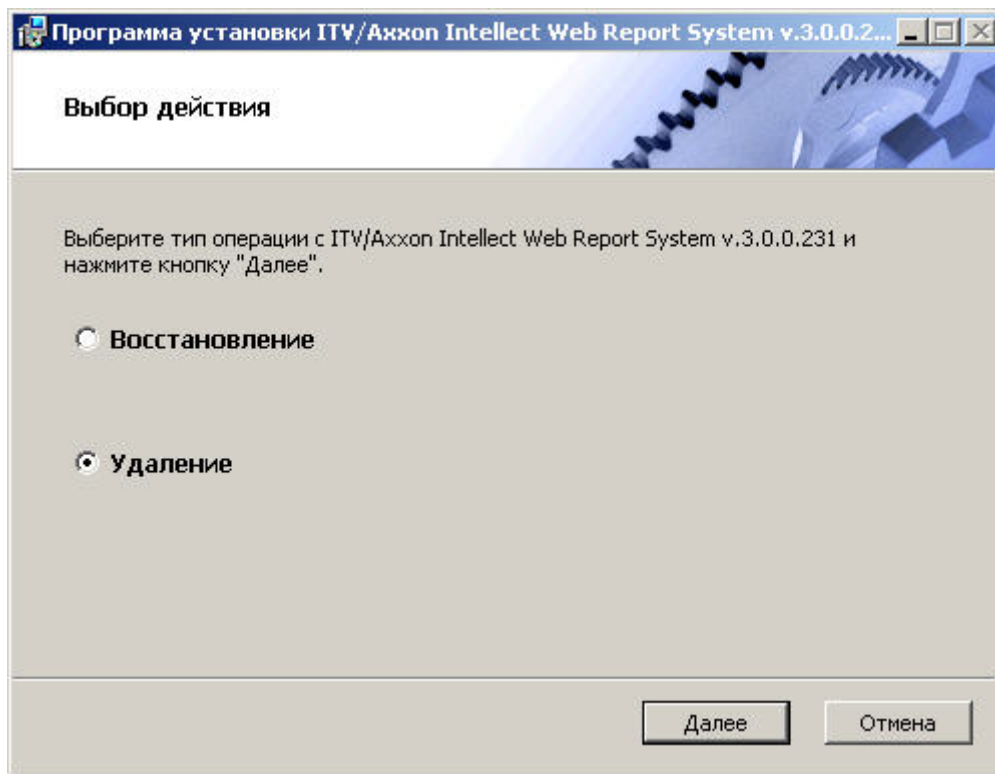 Программа установки ITV/Axxon Intellect Web Report System v.3.0.0.2...
Выбор действия
Выберите тип операции с ITV/Axxon Intellect Web Report System v.3.0.0.231 и
нажмите кнопку "Далее".
Восстановление
Удаление
Далее
Отмена